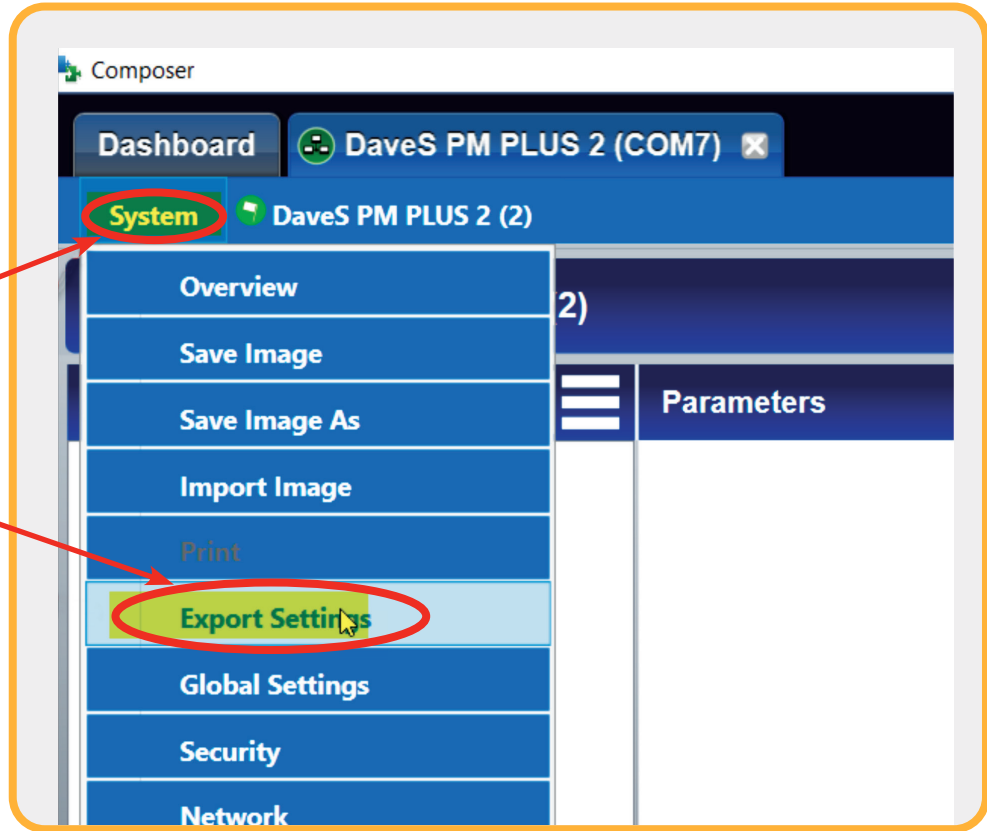 Composer
Dashboard DaveS PM PLUS 2 (COM7)
System DaveS PM PLUS 2 (2)
Overview
2)
Save Image
Save Image As
Parameters
Import Image
Print
Export Settings
Global Settings
Security
Network